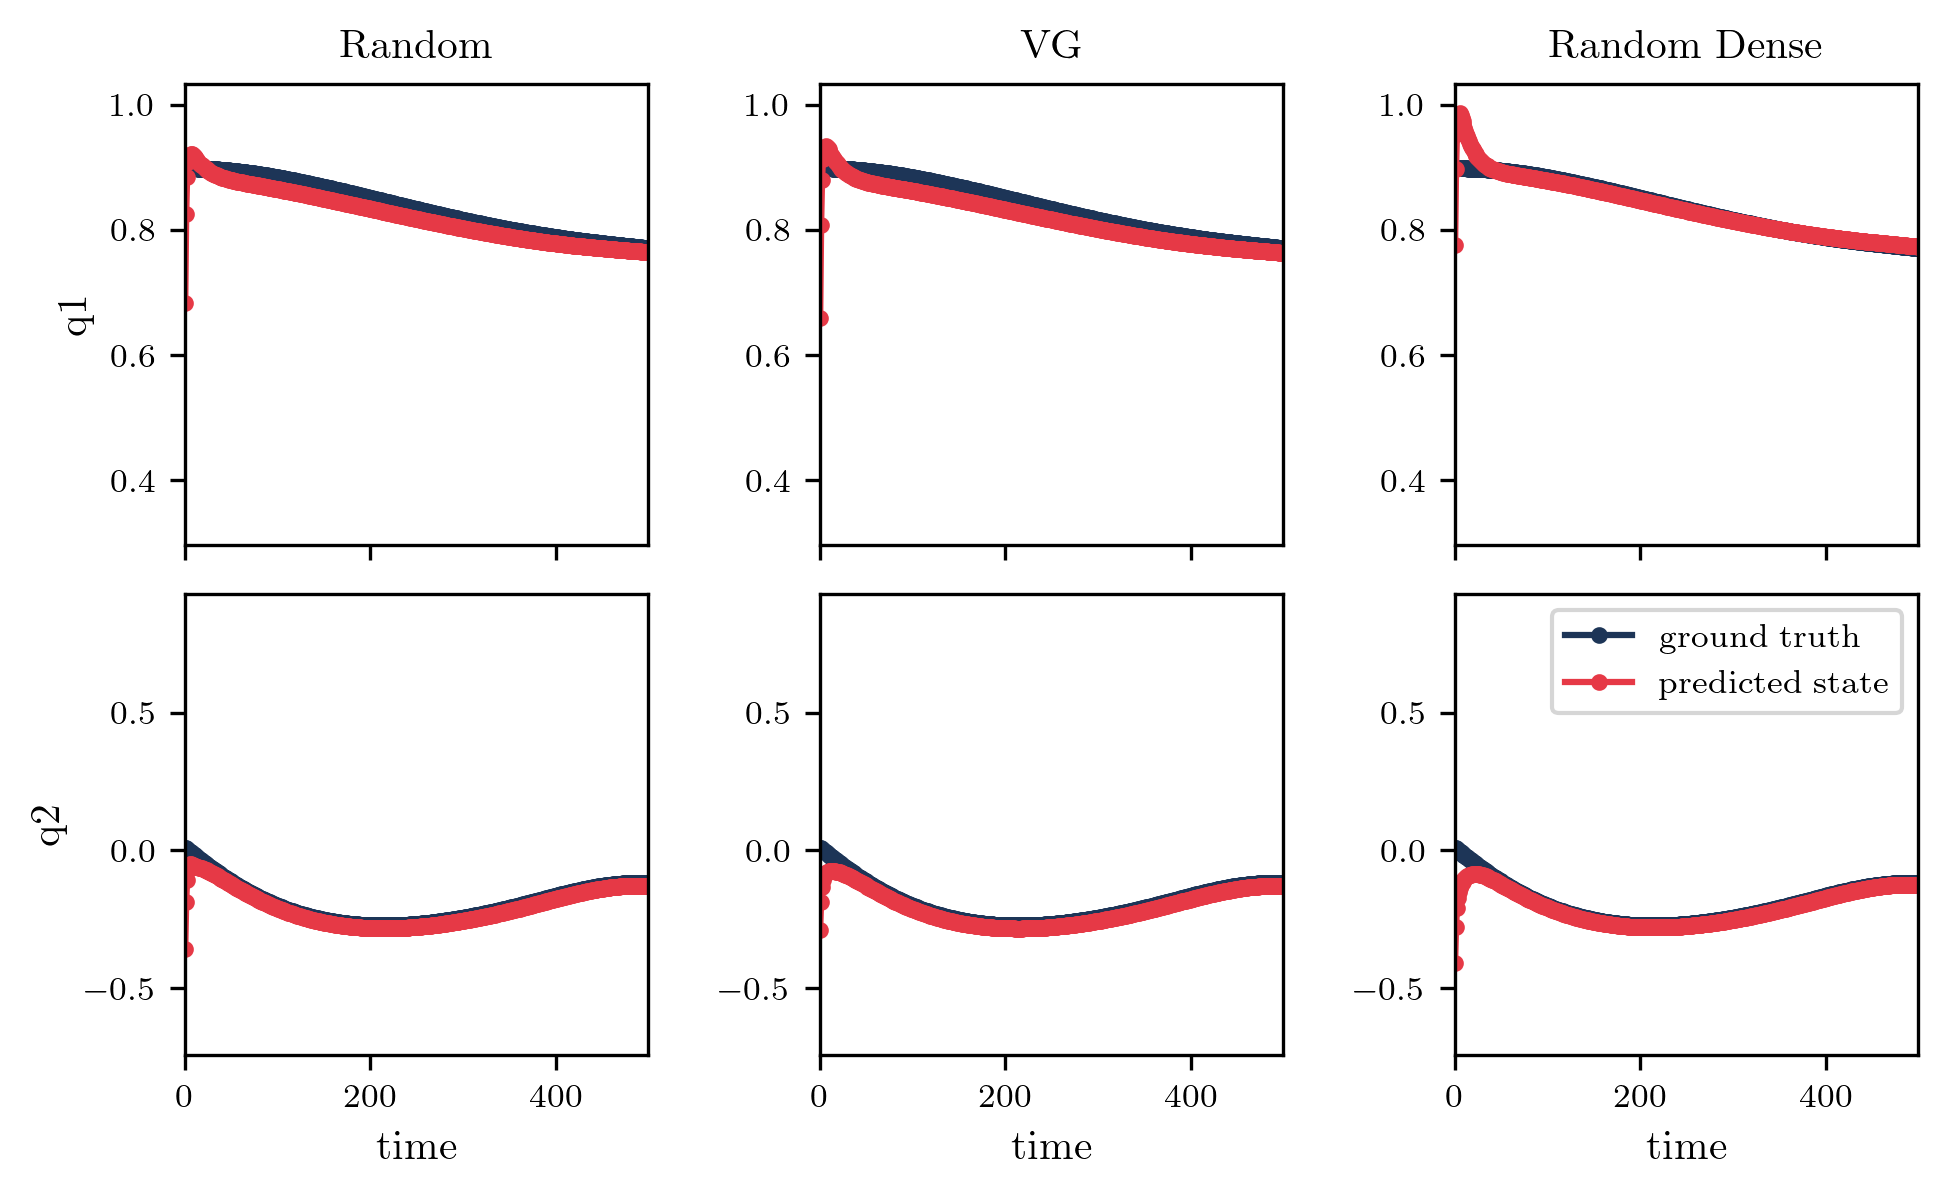 Random VG Random Dense
1.0 1.0 1.0
0.8 0.8 0.8
q1
0.6 0.6 0.6
0.4 0.4 0.4
ground truth
predicted state
0.5 0.5 0.5
q2
0.0 0.0 0.0
−0.5 −0.5 −0.5
0 200 400 0 200 400 0 200 400
time time time